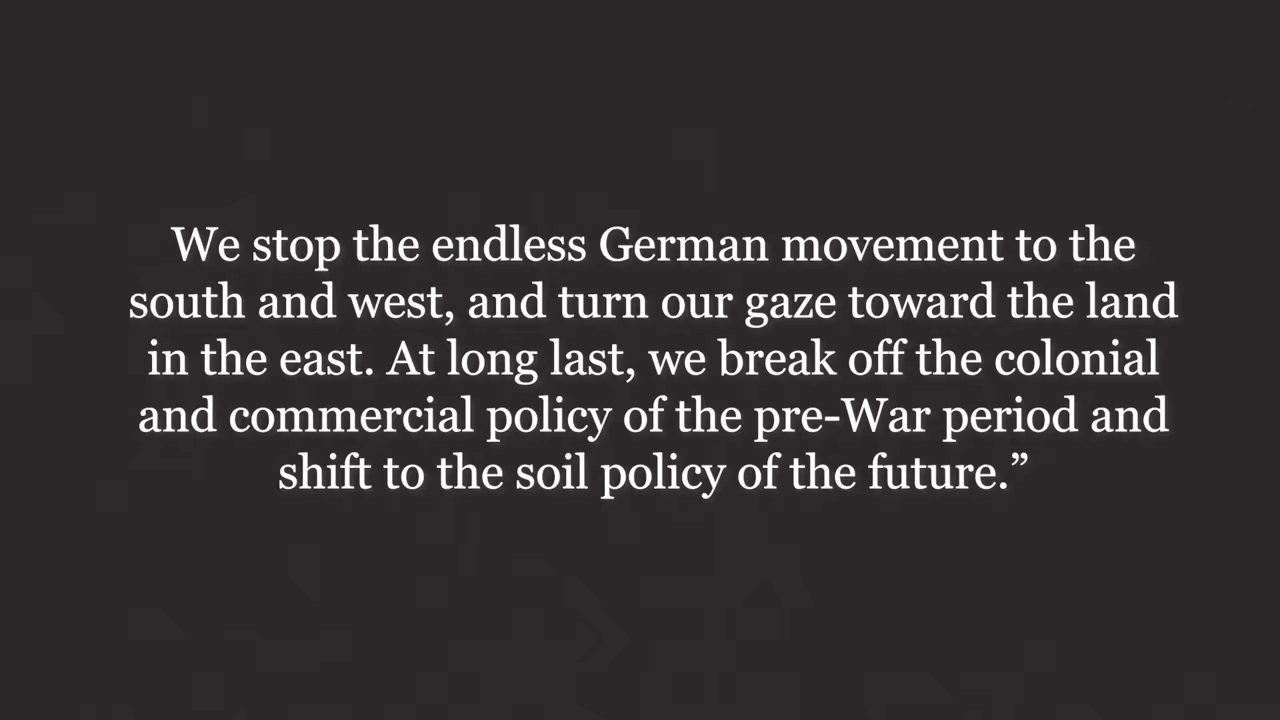 We stop the endless German movement to the
south and west, and turn our gaze toward the land
in the east. At long last, we break off the colonial
and commercial policy of the pre-War period and
shift to the soil policy of the future.”